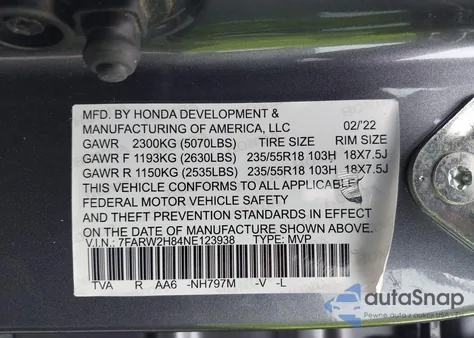 MFD. BY HONDA DEVELOPMENT &
MANUFACTURING OF AMERICA, LLC 02/'22
GAWR 2300KG (5070LBS) TIRE SIZE RIM SIZE
GAWR F 1193KG (2630LBS) 235/55R18 103H 18X7.5J
GAWR R 1150KG (2535LBS) 235/55R18 103H 18X7.5J
THIS VEHICLE CONFORMS TO ALL APPLICABLE
FEDERAL MOTOR VEHICLE SAFETY
AND THEFT PREVENTION STANDARDS IN EFFECT
ON THE DATE OF MANUFACTURE SHOWN ABOVE.
V.I.N.: 7FARW2H84NE123938 TYPE: MVP
TVA R AA6 -NH797M -V -L
autoSnap